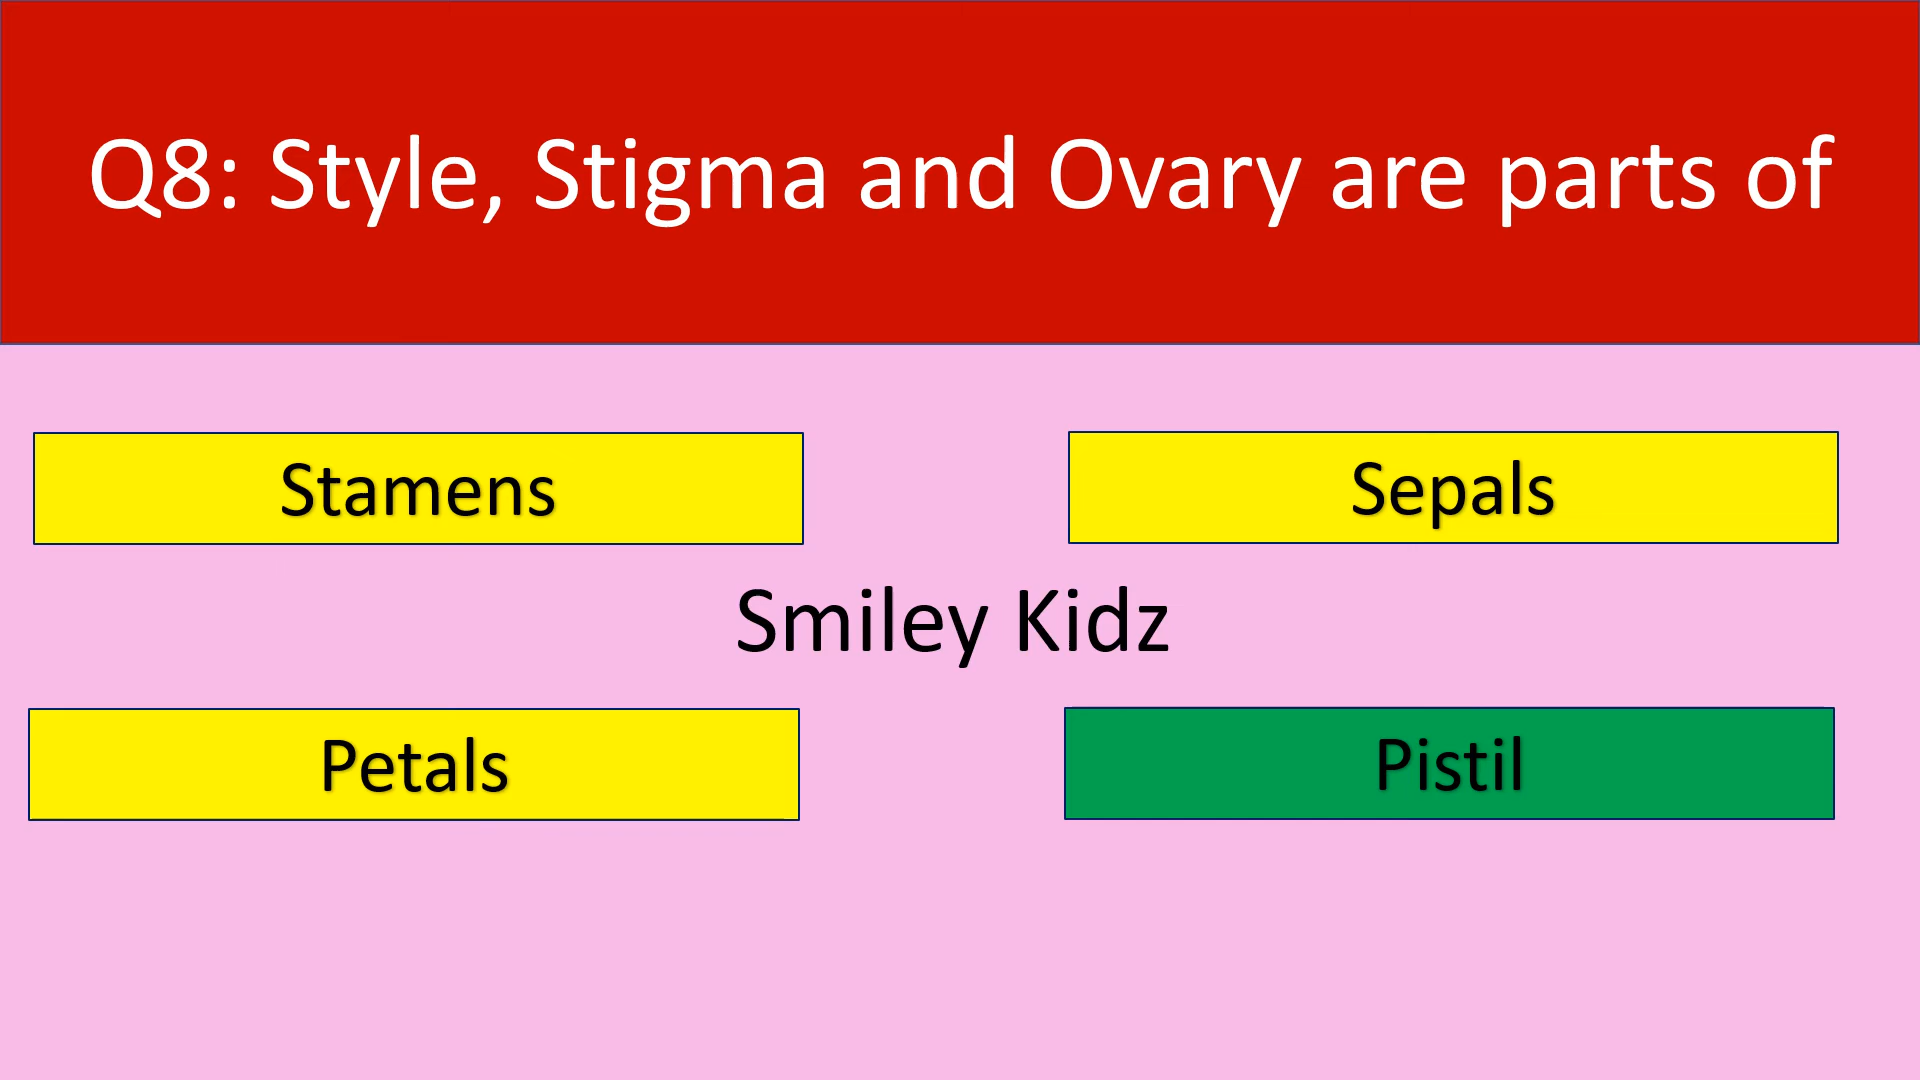 Q8: Style, Stigma and Ovary are parts of
Stamens
Sepals
Smiley Kidz
Petals
Pistil